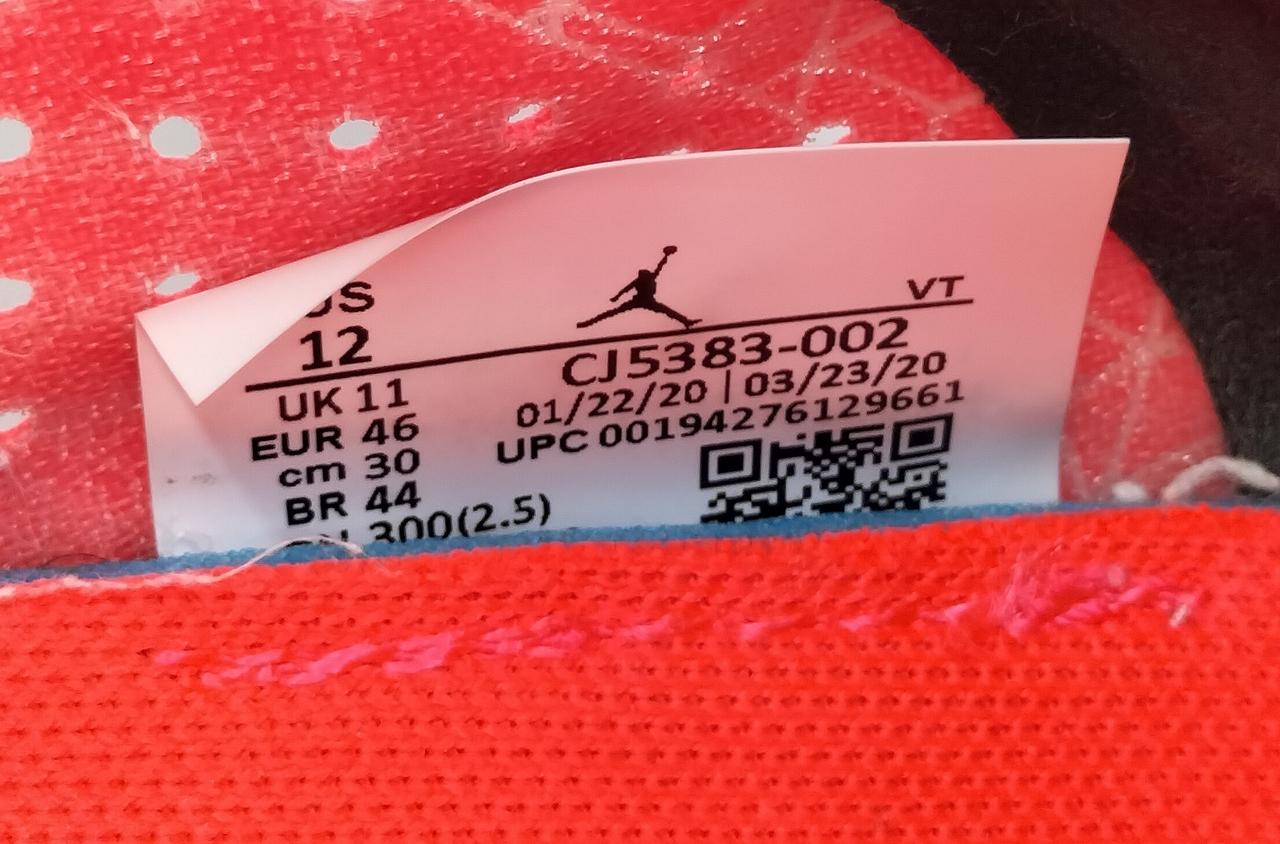 US
12
VT
UK 11
EUR 46
cm 30
BR 44
300(2.5)
CJ5383-002
01/22/20 | 03/23/20
UPC 00194276129661